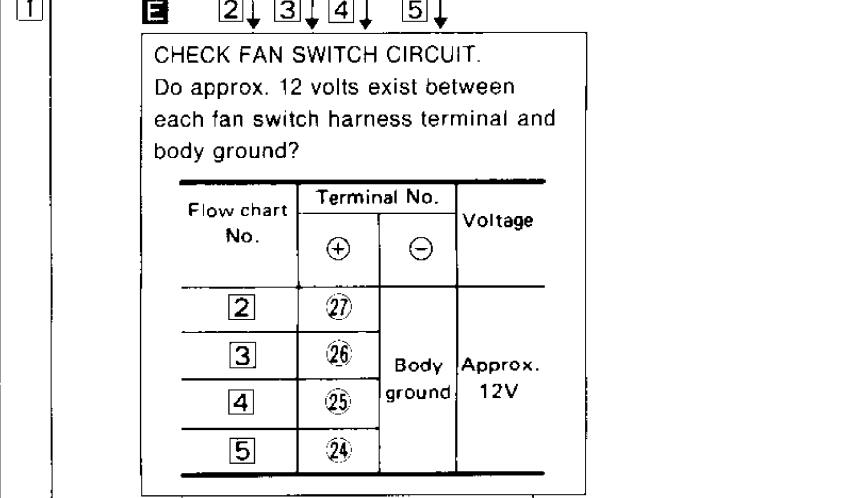 1 E 2 3 4 5
CHECK FAN SWITCH CIRCUIT.
Do approx. 12 volts exist between
each fan switch harness terminal and
body ground?
Flow chart No. Terminal No. Voltage
⊕ ⊖
2 27 Body ground Approx. 12V
3 26
4 25
5 24